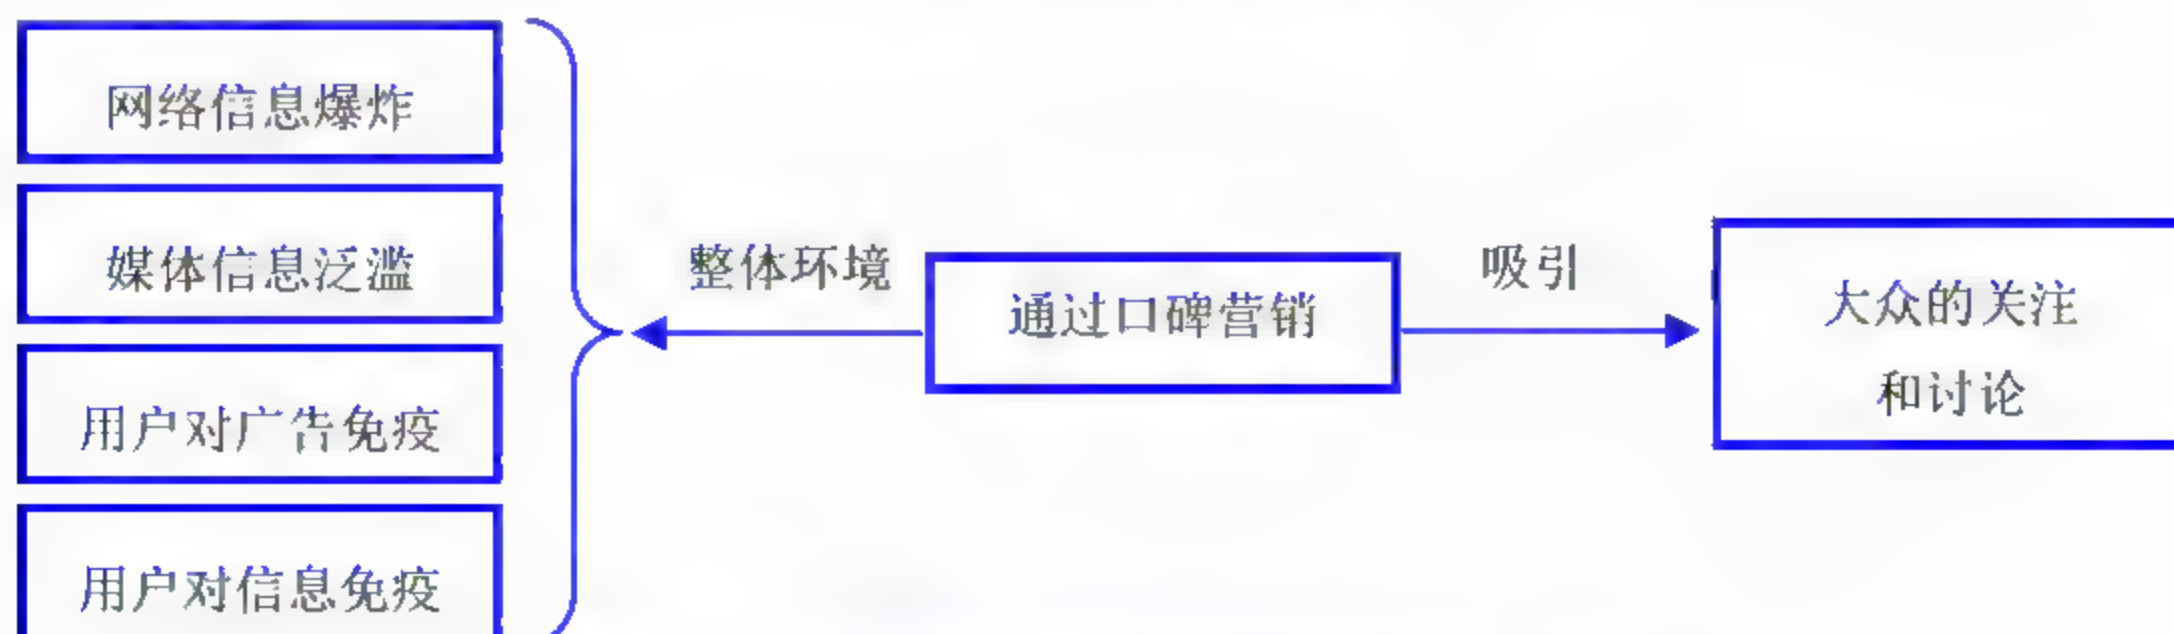 网络信息爆炸
媒体信息泛滥
用户对广告免疫
用户对信息免疫
整体环境
通过口碑营销
吸引
大众的关注
和讨论